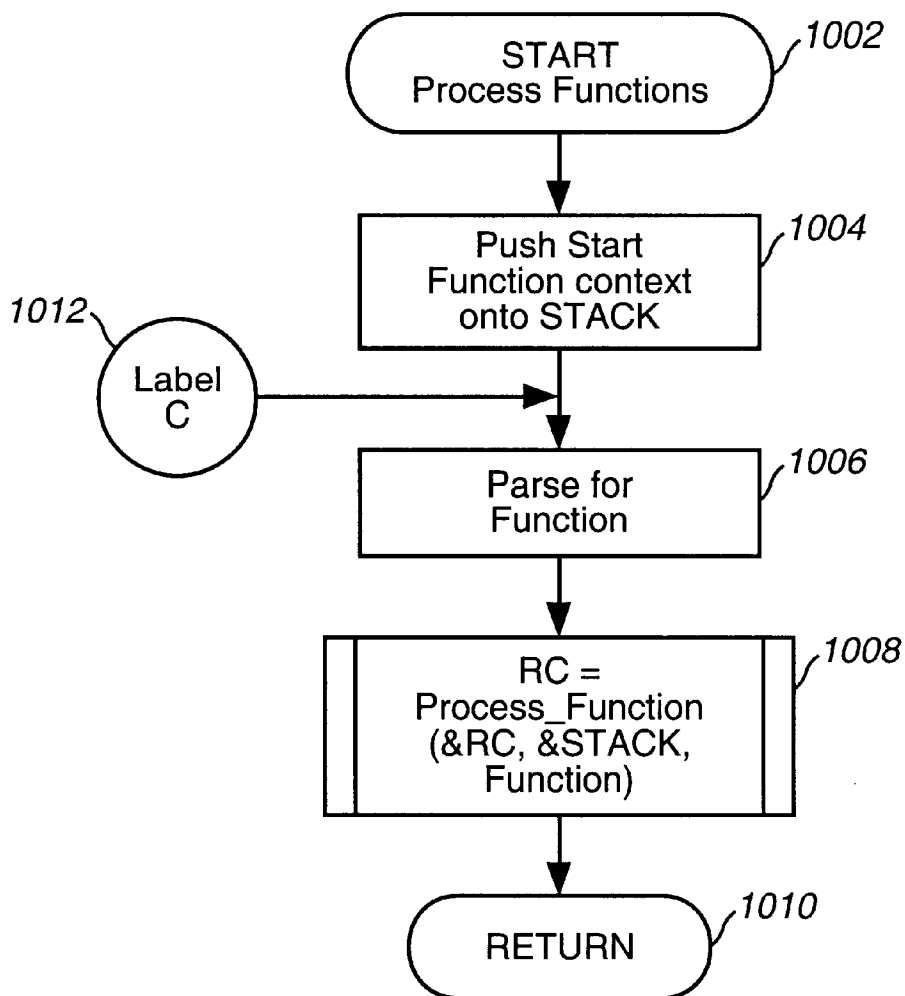 START
Process Functions
1002
Push Start
Function context
onto STACK
1004
1012
Label
C
Parse for
Function
1006
RC =
Process_Function
(&RC, &STACK,
Function)
1008
RETURN
1010